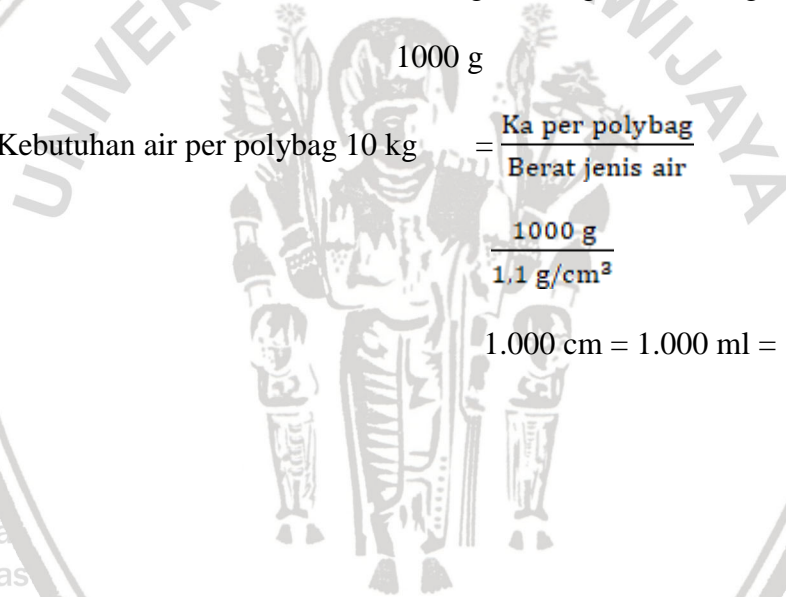 1000 g
Kebutuhan air per polybag 10 kg = Ka per polybag / Berat jenis air
1000 g / 1,1 g/cm³
1.000 cm = 1.000 ml =